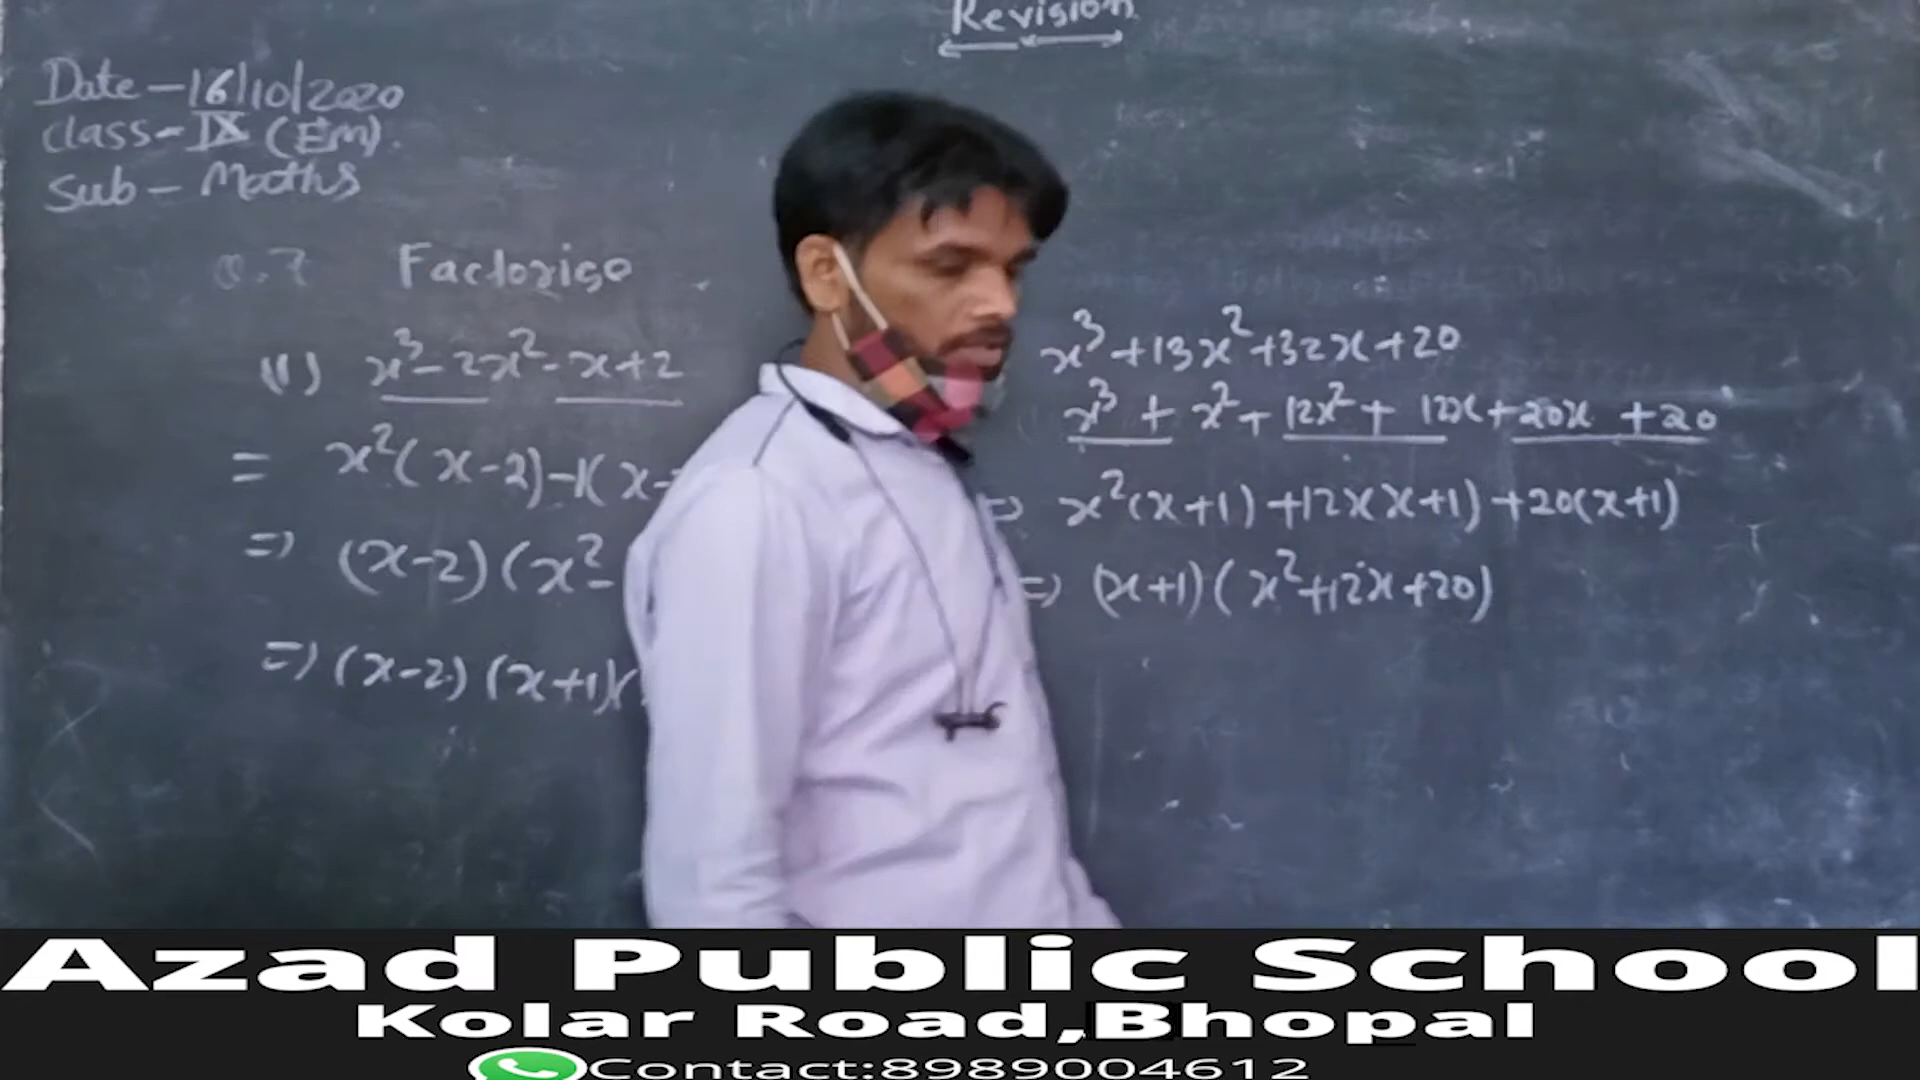 Revision
Date - 16/10/2020
Class - IX (Em).
Sub - Maths
Q.7 Factorise
(1) x³ - 2x² - x + 2
= x²(x-2) -1(x-
=> (x-2) (x² -
=> (x-2) (x+1)(
x³ + 13x² + 32x + 20
x³ + x² + 12x² + 12x + 20x + 20
=> x²(x+1) + 12x(x+1) + 20(x+1)
=> (x+1) (x² + 12x + 20)
Azad Public School
Kolar Road,Bhopal
Contact:8989004612